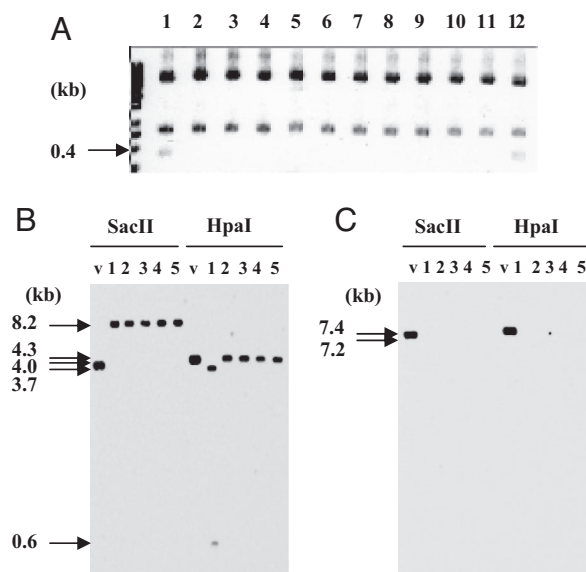 A
1 2 3 4 5 6 7 8 9 10 11 12
(kb)
0.4
B
SacII HpaI
v 1 2 3 4 5 v 1 2 3 4 5
(kb)
8.2
4.3
4.0
3.7
0.6
C
SacII HpaI
v 1 2 3 4 5 v 1 2 3 4 5
(kb)
7.4
7.2